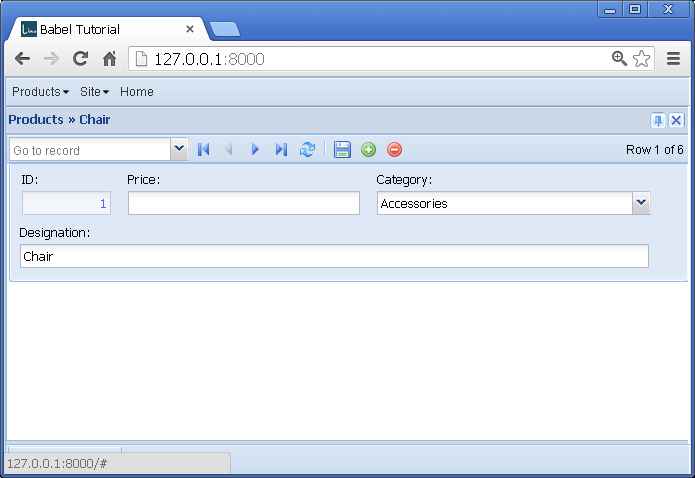 Babel Tutorial
127.0.0.1:8000
Products Site Home
Products » Chair
Go to record Row 1 of 6
ID: Price: Category:
1 Accessories
Designation:
Chair
127.0.0.1:8000/#